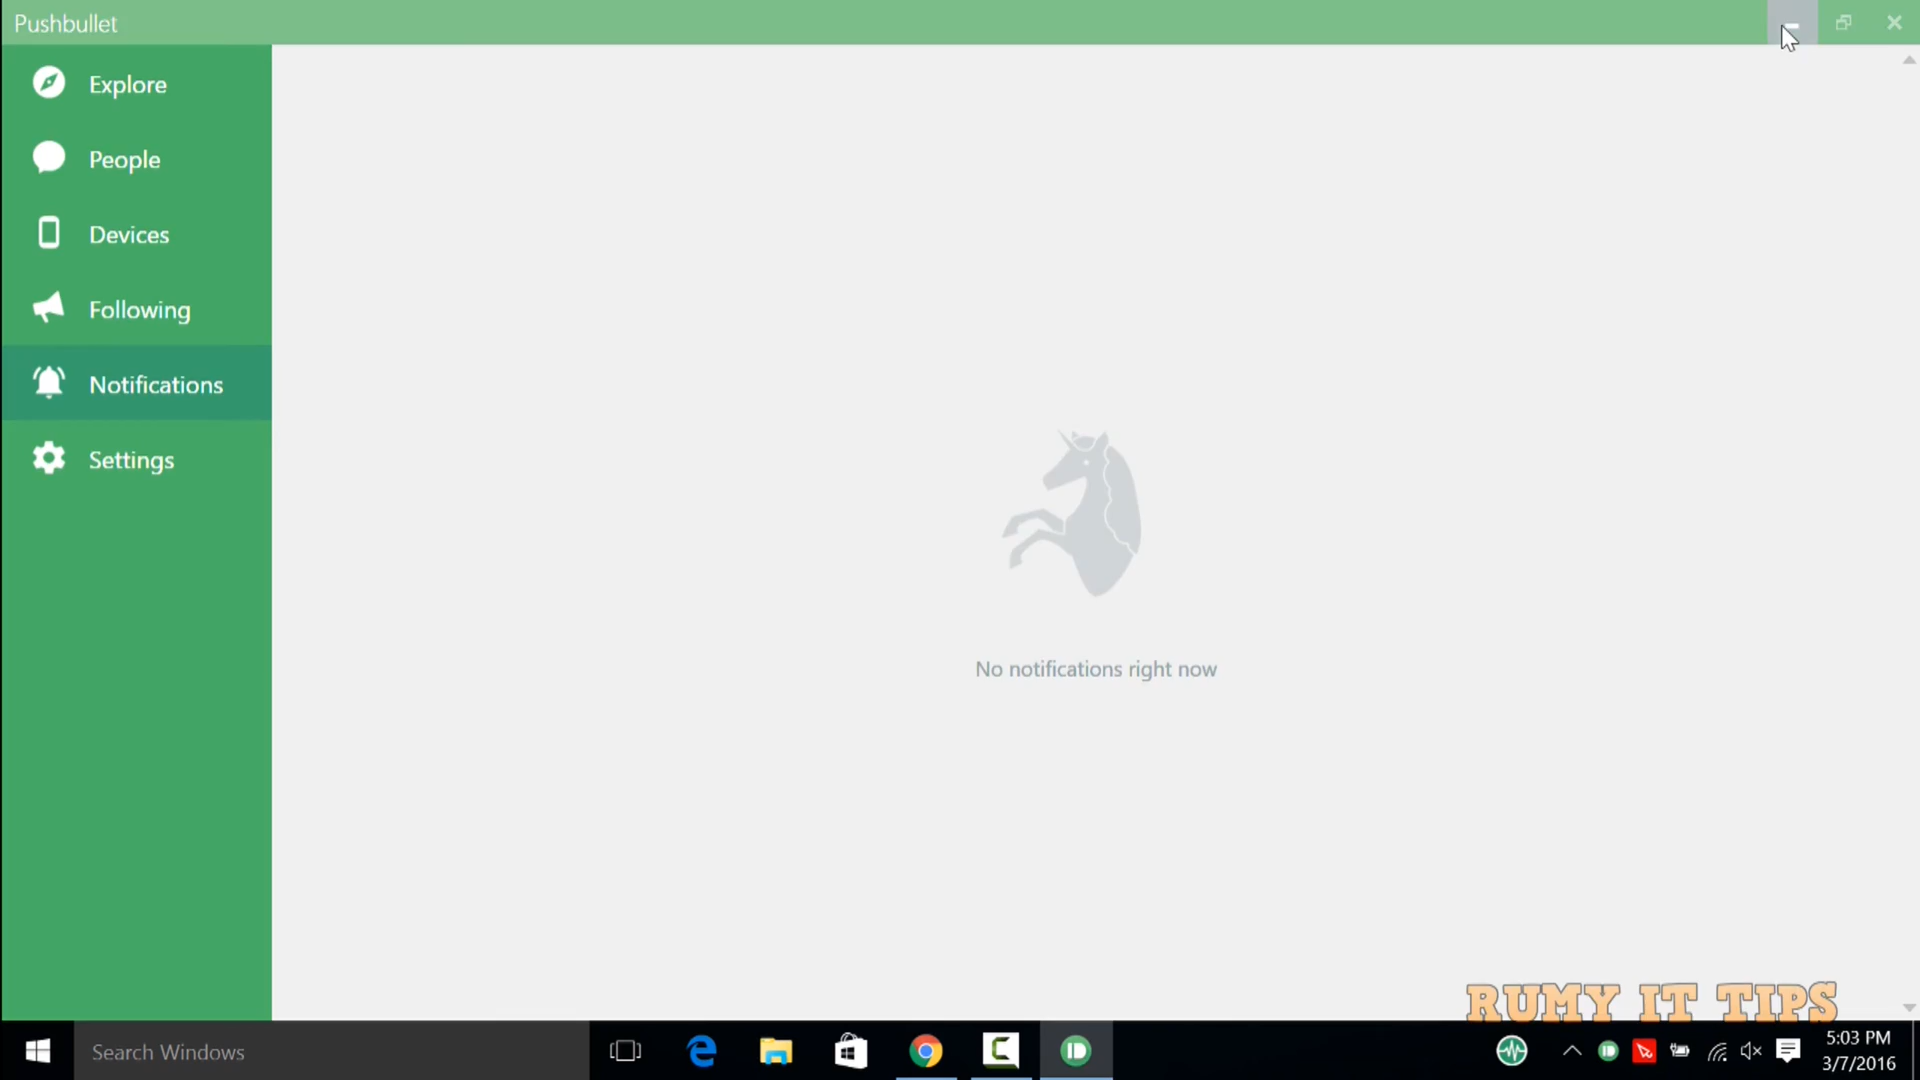 Pushbullet
Explore
People
Devices
Following
Notifications
Settings
No notifications right now
RUMY IT TIPS
Search Windows
5:03 PM
3/7/2016